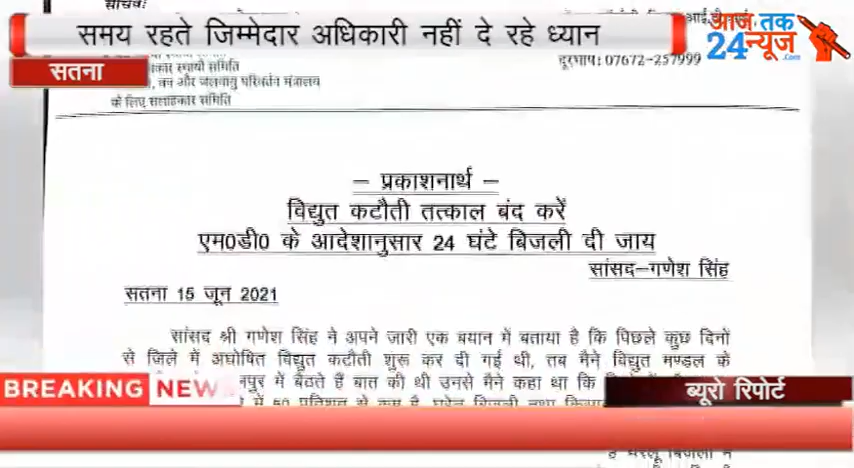 सचिवः
समय रहते जिम्मेदार अधिकारी नहीं दे रहे ध्यान
आज तक
24 न्यूज
.com
सतना
दूरभाषः 07672-257999
वन और जलवायु परिवर्तन मंत्रालय
के लिए सलाहकार समिति
– प्रकाशनार्थ –
विद्युत कटौती तत्काल बंद करें
एम0डी0 के आदेशानुसार 24 घंटे बिजली दी जाय
सांसद–गणेश सिंह
सतना 15 जून 2021
सांसद श्री गणेश सिंह ने अपने जारी एक बयान में बताया है कि पिछले कुछ दिनों
से जिले में अघोषित विद्युत कटौती शुरू कर दी गई थी, तब मैने विद्युत मण्डल के
में बैठते हैं बात की थी उनसे मैने कहा था कि
BREAKING NEWS
ब्यूरो रिपोर्ट